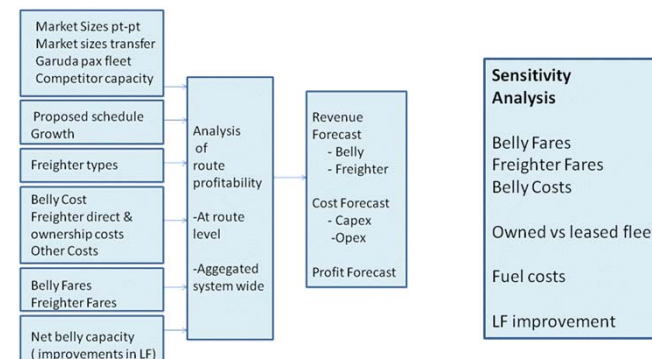 Market Sizes pt-pt
Market sizes transfer
Garuda pax fleet
Competitor capacity
Proposed schedule
Growth
Freighter types
Belly Cost
Freighter direct &
ownership costs
Other Costs
Belly Fares
Freighter Fares
Net belly capacity
( improvements in LF)
Analysis
of
route
profitability
-At route
level
-Aggegated
system wide
Revenue
Forecast
- Belly
- Freighter
Cost Forecast
- Capex
-Opex
Profit Forecast
Sensitivity
Analysis
Belly Fares
Freighter Fares
Belly Costs
Owned vs leased flee
Fuel costs
LF improvement